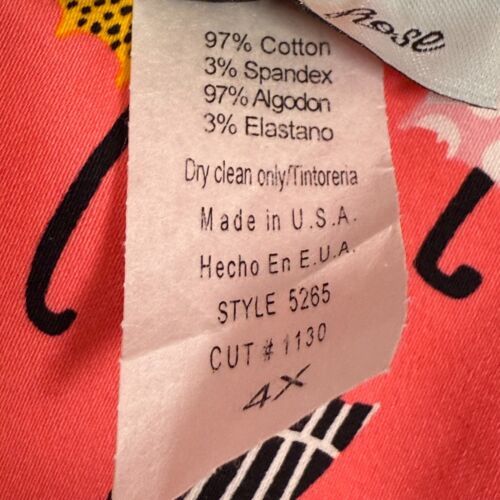 97% Cotton
3% Spandex
97% Algodon
3% Elastano
Dry clean only/Tintoreria
Made in U.S.A.
Hecho En E.U.A.
STYLE 5265
CUT # 1130
4X